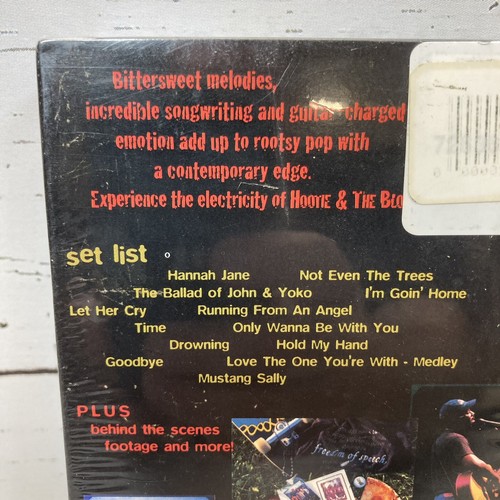 Bittersweet melodies,
incredible songwriting and guitar charged
emotion add up to rootsy pop with
a contemporary edge.
Experience the electricity of HOOTIE & THE BLO
set list
Hannah Jane Not Even The Trees
The Ballad of John & Yoko I'm Goin' Home
Let Her Cry Running From An Angel
Time Only Wanna Be With You
Drowning Hold My Hand
Goodbye Love The One You're With - Medley
Mustang Sally
PLUS
behind the scenes
footage and more!
freedom of speech